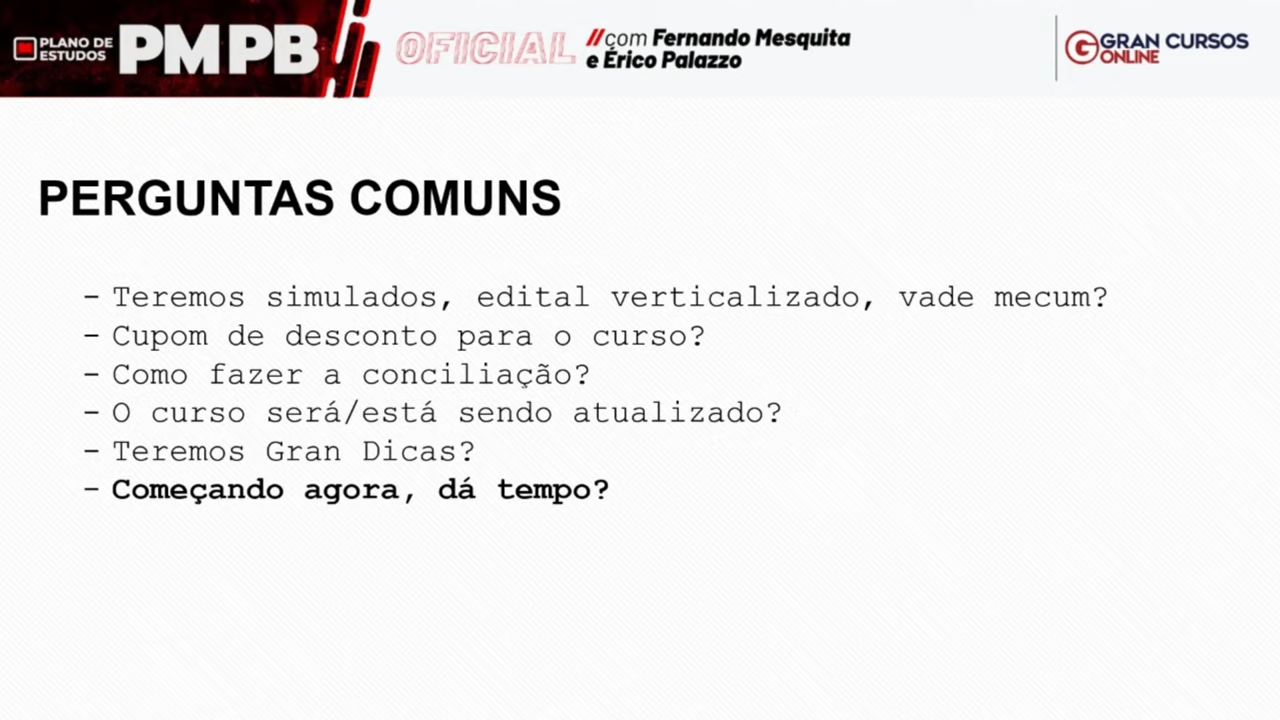 PLANO DE
ESTUDOS
PMPB
OFICIAL
//com Fernando Mesquita
e Érico Palazzo
GRAN CURSOS
ONLINE
PERGUNTAS COMUNS
- Teremos simulados, edital verticalizado, vade mecum?
- Cupom de desconto para o curso?
- Como fazer a conciliação?
- O curso será/está sendo atualizado?
- Teremos Gran Dicas?
- Começando agora, dá tempo?